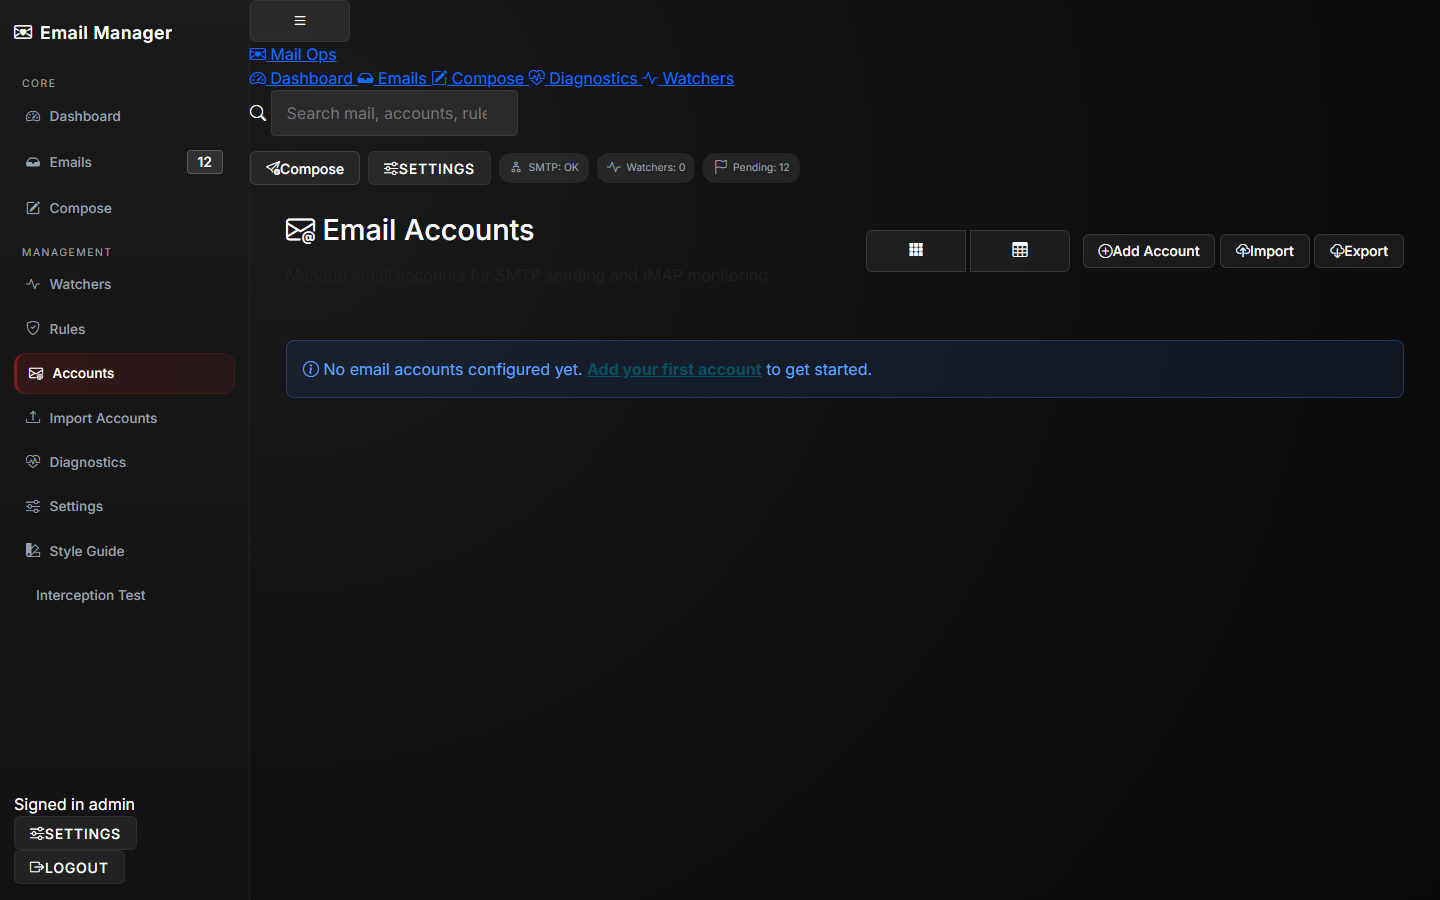 Email Manager
CORE
Dashboard
Emails 12
Compose
MANAGEMENT
Watchers
Rules
Accounts
Import Accounts
Diagnostics
Settings
Style Guide
Interception Test
Signed in admin
SETTINGS
LOGOUT
Mail Ops
Dashboard Emails Compose Diagnostics Watchers
Search mail, accounts, rule
Compose SETTINGS SMTP: OK Watchers: 0 Pending: 12
Email Accounts
Manage email accounts for SMTP sending and IMAP monitoring.
Add Account Import Export
No email accounts configured yet. Add your first account to get started.